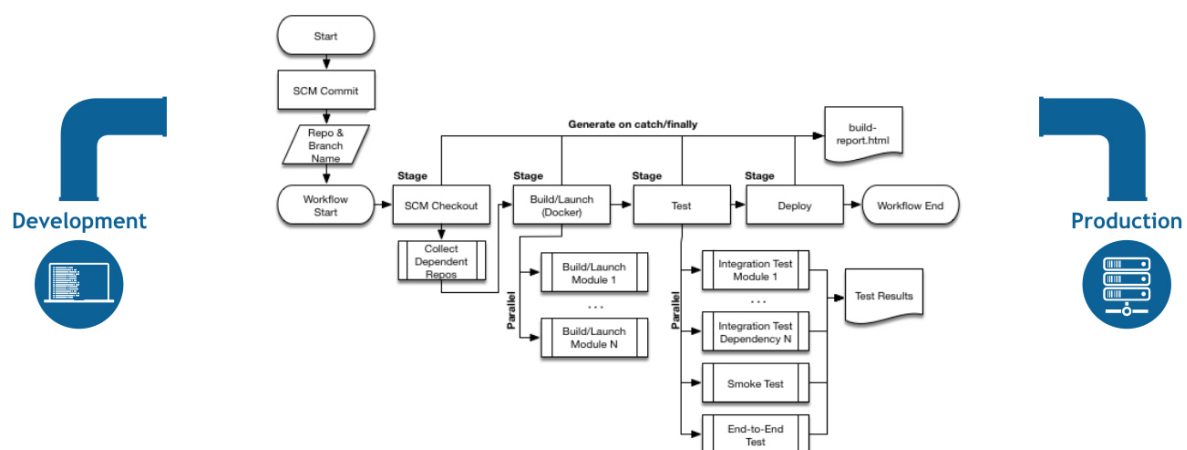 Start
SCM Commit
Repo &
Branch
Name
Generate on catch/finally
build-
report.html
Workflow
Start
Stage
SCM Checkout
Stage
Build/Launch
(Docker)
Stage
Test
Stage
Deploy
Workflow End
Development
Production
Collect
Dependent
Repos
Parallel
Build/Launch
Module 1
...
Build/Launch
Module N
Parallel
Integration Test
Module 1
...
Integration Test
Dependency N
Smoke Test
End-to-End
Test
Test Results